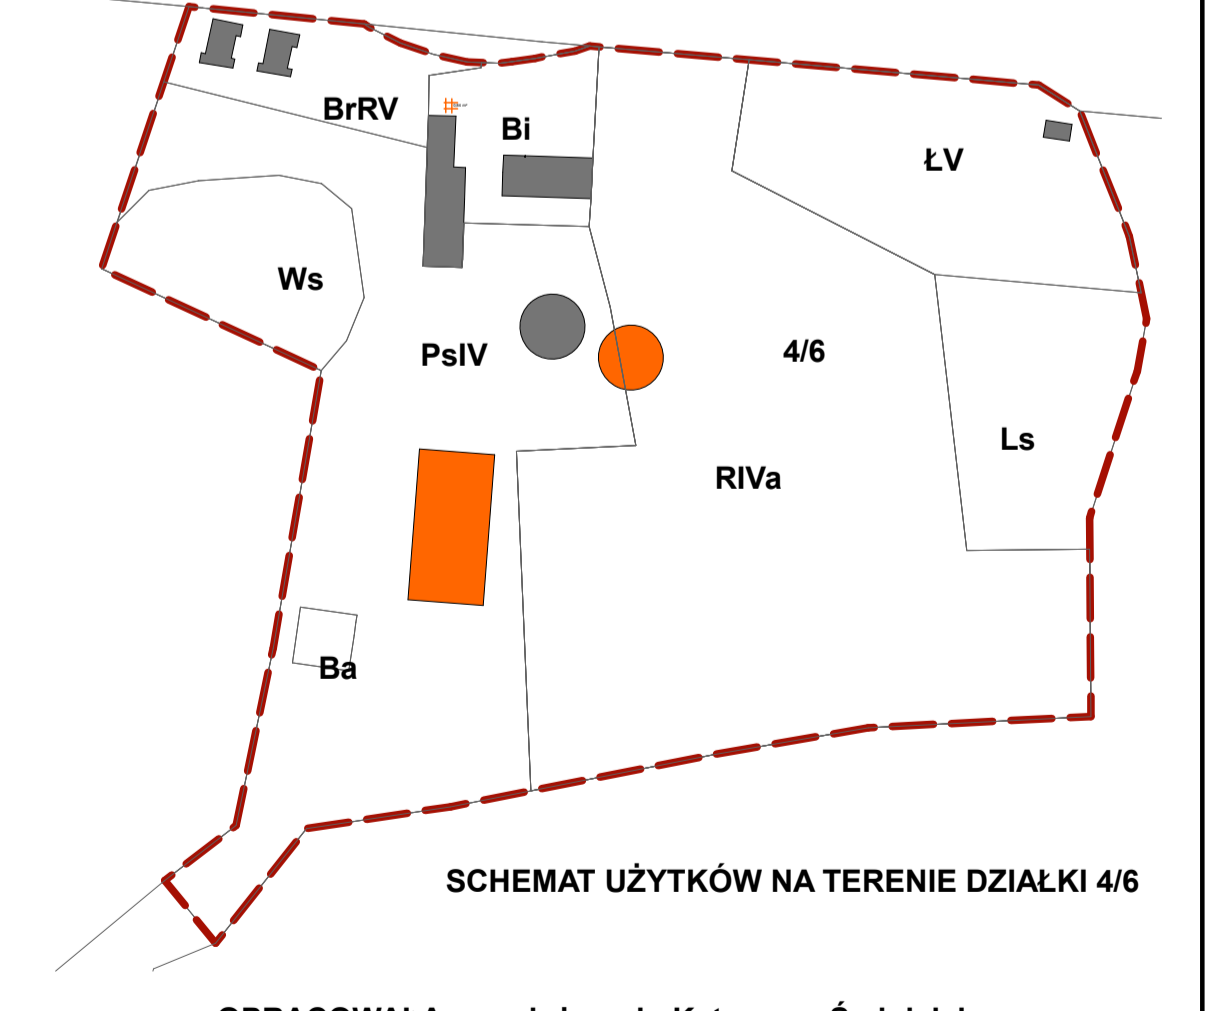 BrRV
Bi
ŁV
Ws
PsIV
4/6
Ls
RIVa
Ba
SCHEMAT UŻYTKÓW NA TERENIE DZIAŁKI 4/6